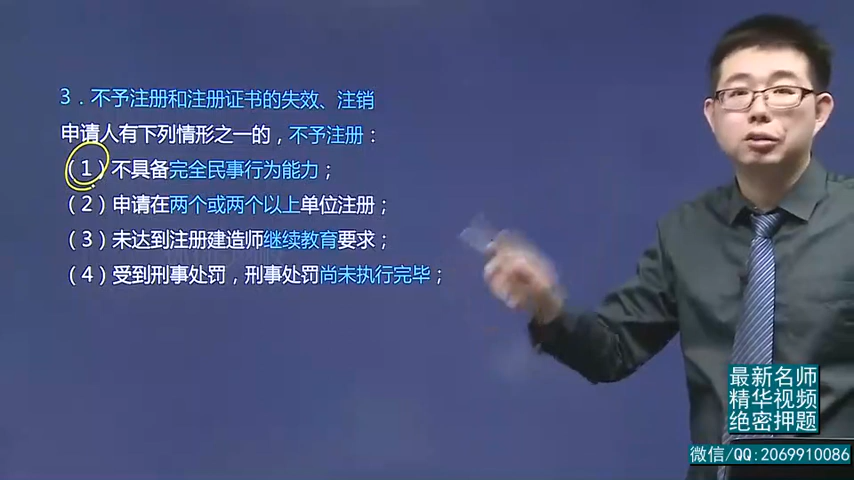 3．不予注册和注册证书的失效、注销
申请人有下列情形之一的，不予注册：
（1）不具备完全民事行为能力；
（2）申请在两个或两个以上单位注册；
（3）未达到注册建造师继续教育要求；
（4）受到刑事处罚，刑事处罚尚未执行完毕；
最新名师
精华视频
绝密押题
微信/QQ:2069910086